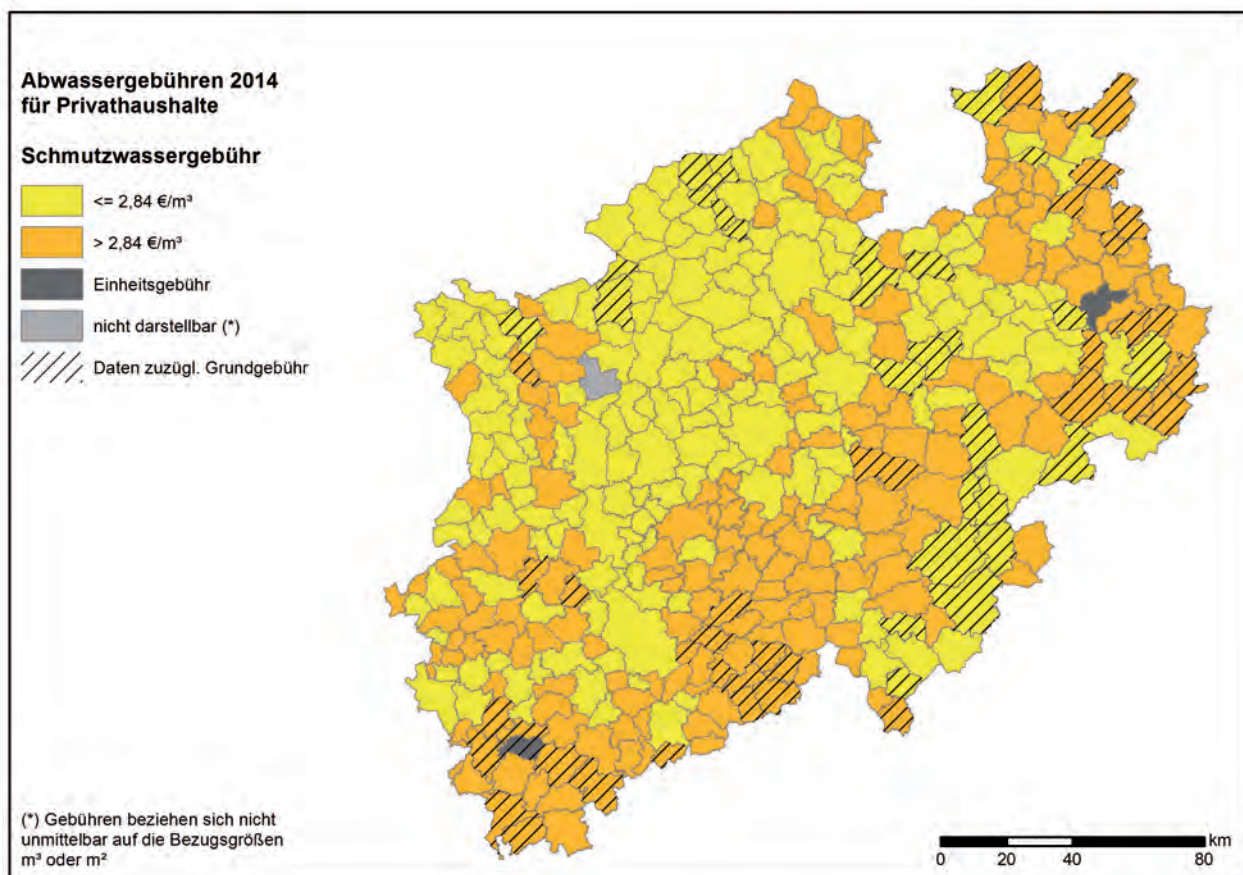 Abwassergebühren 2014
für Privathaushalte
Schmutzwassergebühr
<= 2,84 €/m³
> 2,84 €/m³
Einheitsgebühr
nicht darstellbar (*)
Daten zuzügl. Grundgebühr
(*) Gebühren beziehen sich nicht
unmittelbar auf die Bezugsgrößen
m³ oder m²
km
0 20 40 80